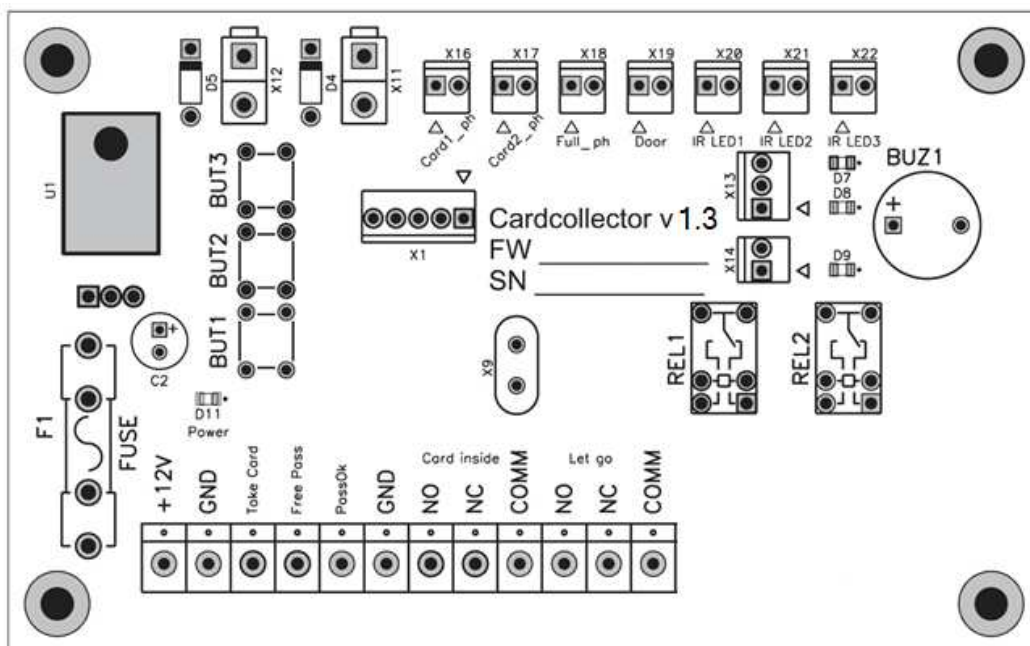 X16 X17 X18 X19 X20 X21 X22
D5 X12 D4 X11
Card1_ph Card2_ph Full_ph Door IR LED1 IR LED2 IR LED3
U1
BUT3
X13
D7
D8
BUZ1
+
X1
Cardcollector v 1.3
FW
SN
BUT2
X14
D9
+
C2
BUT1
X9
REL1
REL2
D11
Power
F1
FUSE
Card inside Let go
+12V GND Take Card Free Pass PassOk GND NO NC COMM NO NC COMM